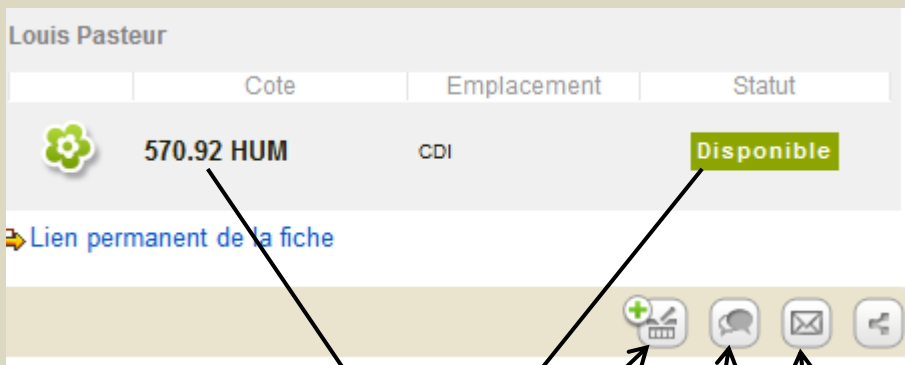 Louis Pasteur
Cote Emplacement Statut
570.92 HUM CDI Disponible
Lien permanent de la fiche